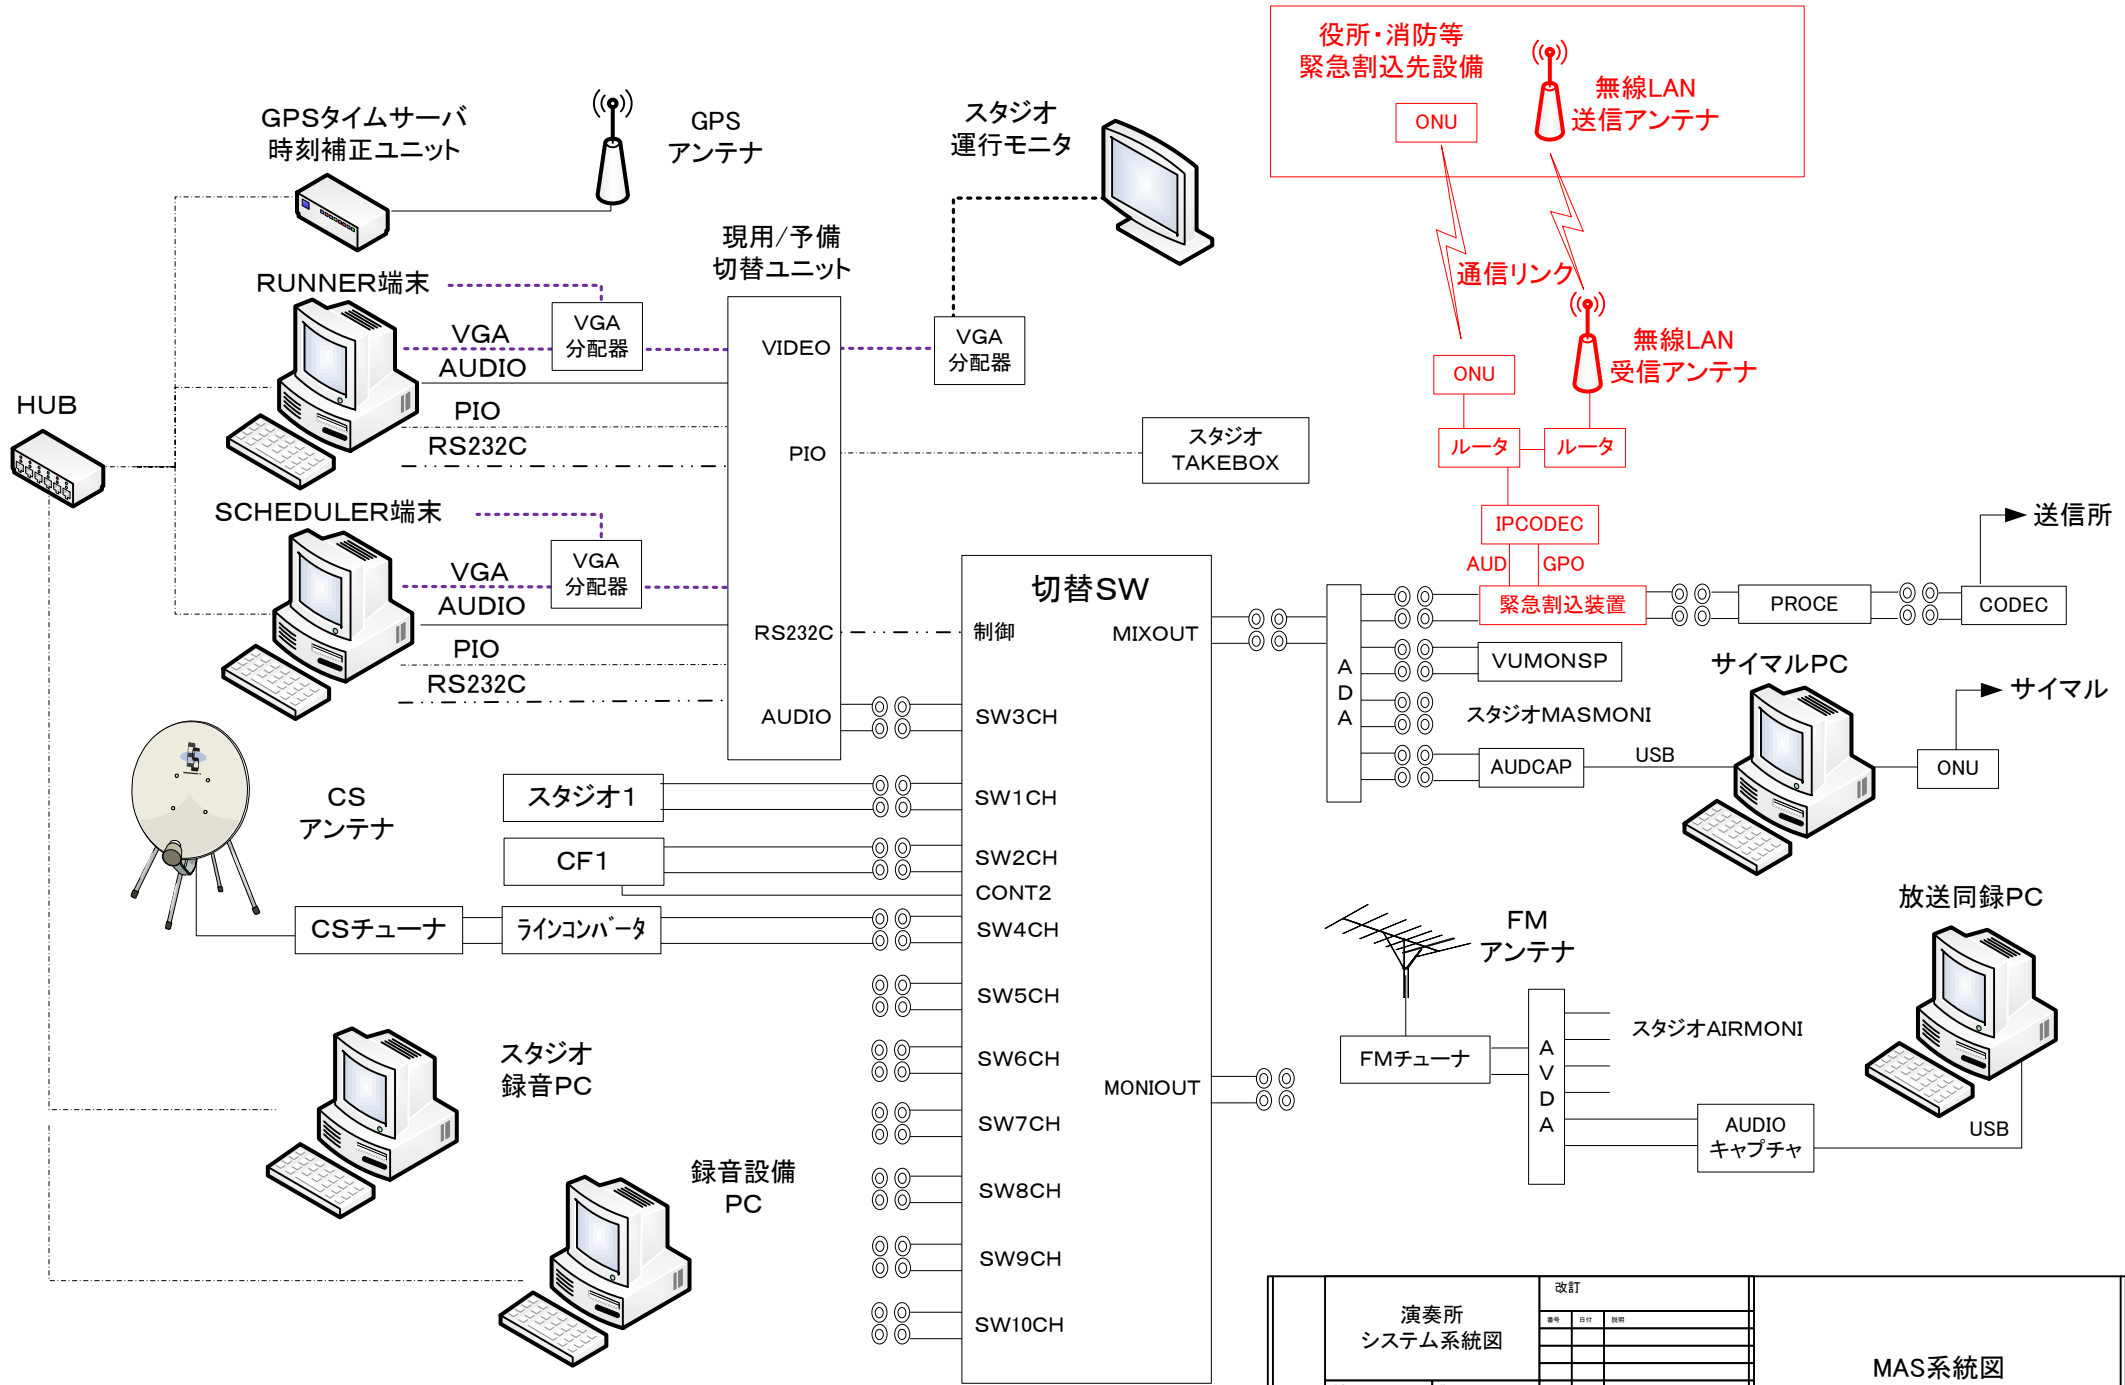 役所・消防等
緊急割込先設備
無線LAN
送信アンテナ
ONU
GPSタイムサーバ
時刻補正ユニット
GPS
アンテナ
スタジオ
運行モニタ
現用/予備
切替ユニット
通信リンク
RUNNER端末
VGA
分配器
VGA
AUDIO
PIO
RS232C
VIDEO
VGA
分配器
無線LAN
受信アンテナ
ONU
HUB
PIO
スタジオ
TAKEBOX
ルータ
ルータ
SCHEDULER端末
VGA
分配器
VGA
AUDIO
PIO
RS232C
RS232C
AUDIO
IPCODEC
AUD
GPO
送信所
切替SW
制御
MIXOUT
ADA
緊急割込装置
PROCE
CODEC
VUMONSP
スタジオMASMONI
AUDCAP
USB
サイマルPC
サイマル
ONU
SW3CH
CS
アンテナ
スタジオ1
SW1CH
CF1
SW2CH
CONT2
CSチューナ
ラインコンバータ
SW4CH
SW5CH
SW6CH
SW7CH
SW8CH
SW9CH
SW10CH
MONIOUT
スタジオ
録音PC
録音設備
PC
FM
アンテナ
FMチューナ
AVDA
スタジオAIRMONI
AUDIO
キャプチャ
USB
放送同録PC
演奏所
システム系統図
改訂
番号
日付
説明
MAS系統図